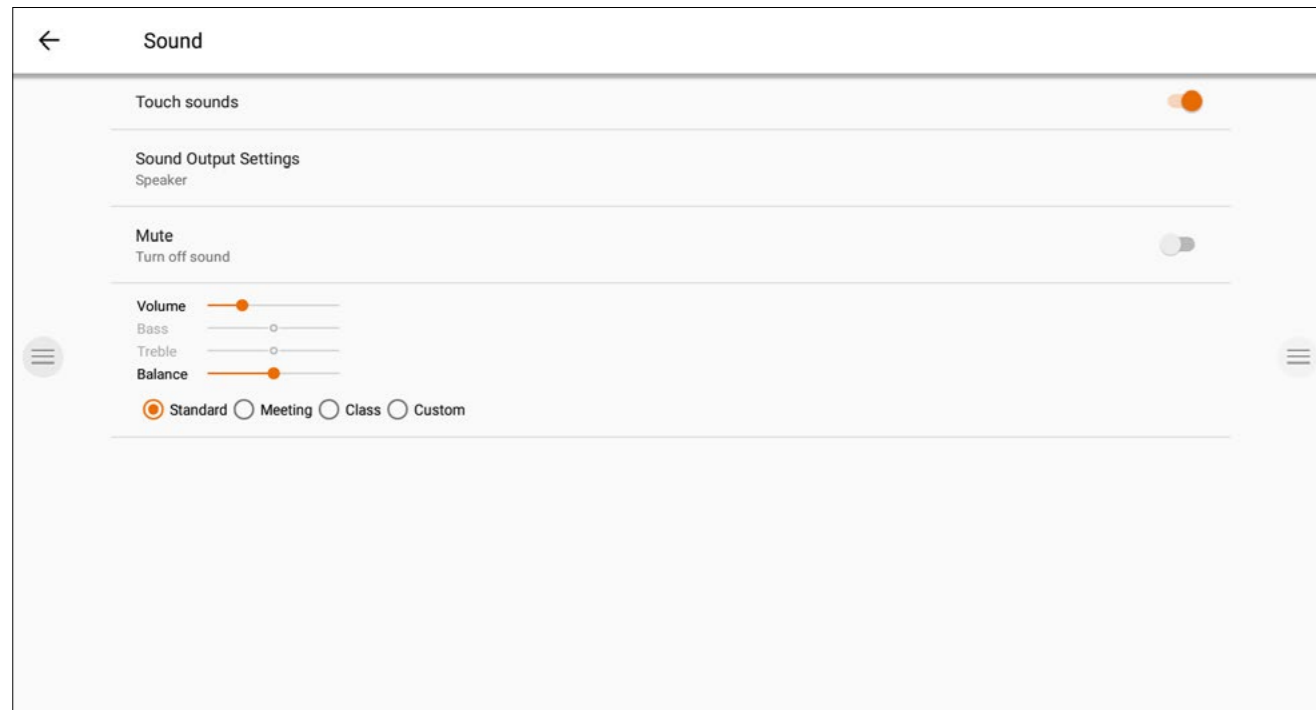 Sound
Touch sounds
Sound Output Settings
Speaker
Mute
Turn off sound
Volume
Bass
Treble
Balance
Standard Meeting Class Custom